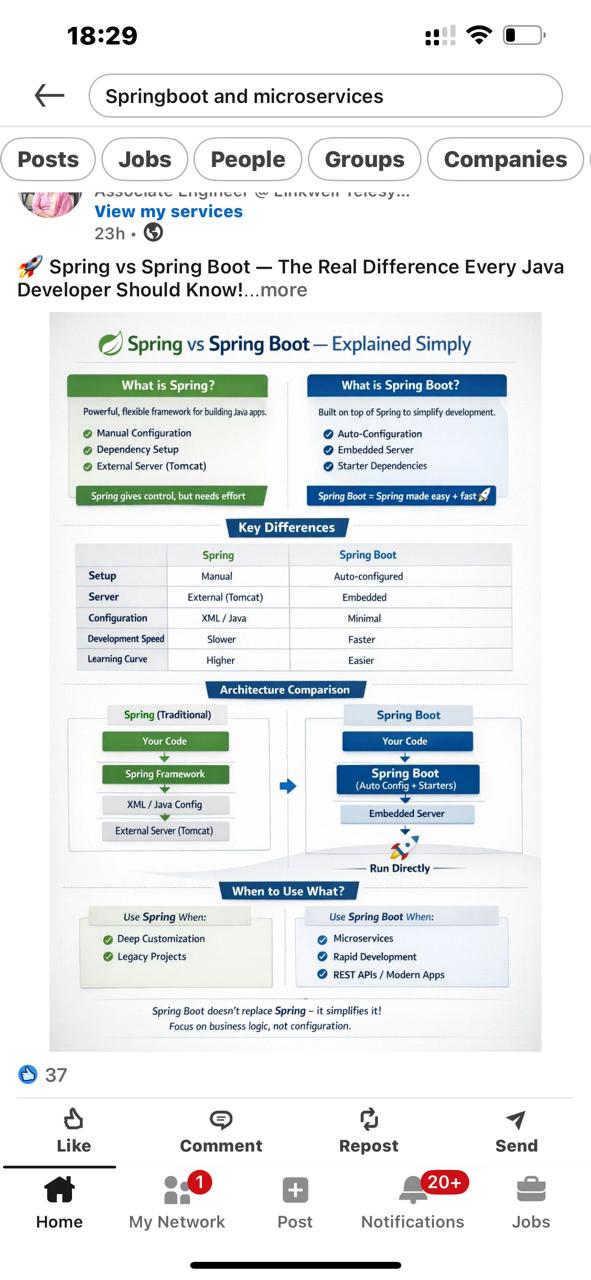 18:29
Springboot and microservices
Posts
Jobs
People
Groups
Companies
Associate Engineer @ Linkwell Telesy...
View my services
23h •
🚀 Spring vs Spring Boot — The Real Difference Every Java
Developer Should Know!...more
Spring vs Spring Boot — Explained Simply
What is Spring?
Powerful, flexible framework for building Java apps.
Manual Configuration
Dependency Setup
External Server (Tomcat)
Spring gives control, but needs effort
What is Spring Boot?
Built on top of Spring to simplify development.
Auto-Configuration
Embedded Server
Starter Dependencies
Spring Boot = Spring made easy + fast🚀
Key Differences
Spring Spring Boot
Setup Manual Auto-configured
Server External (Tomcat) Embedded
Configuration XML / Java Minimal
Development Speed Slower Faster
Learning Curve Higher Easier
Architecture Comparison
Spring (Traditional)
Your Code
Spring Framework
XML / Java Config
External Server (Tomcat)
Spring Boot
Your Code
Spring Boot
(Auto Config + Starters)
Embedded Server
Run Directly
When to Use What?
Use Spring When:
Deep Customization
Legacy Projects
Use Spring Boot When:
Microservices
Rapid Development
REST APIs / Modern Apps
Spring Boot doesn't replace Spring – it simplifies it!
Focus on business logic, not configuration.
37
Like
Comment
Repost
Send
1
20+
Home
My Network
Post
Notifications
Jobs